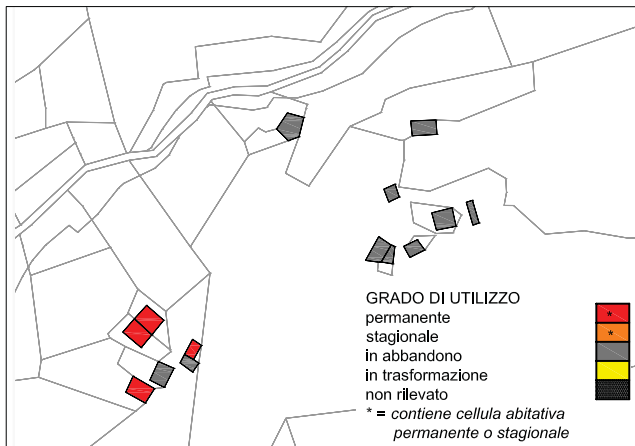 GRADO DI UTILIZZO
permanente
*
stagionale
*
in abbandono
in trasformazione
non rilevato
* = contiene cellula abitativa
permanente o stagionale